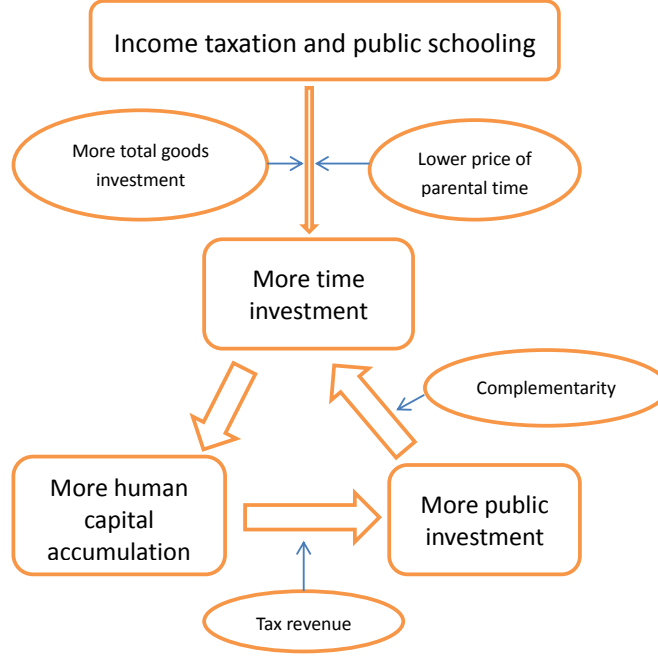 Income taxation and public schooling
More total goods
investment
Lower price of
parental time
More time
investment
Complementarity
More human
capital
accumulation
More public
investment
Tax revenue